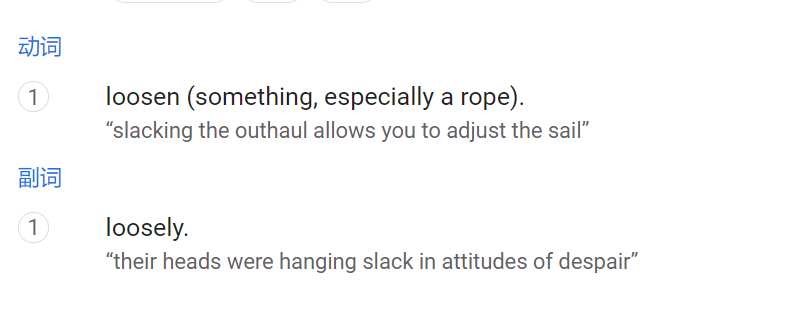 动词
1
loosen (something, especially a rope).
“slacking the outhaul allows you to adjust the sail”
副词
1
loosely.
“their heads were hanging slack in attitudes of despair”